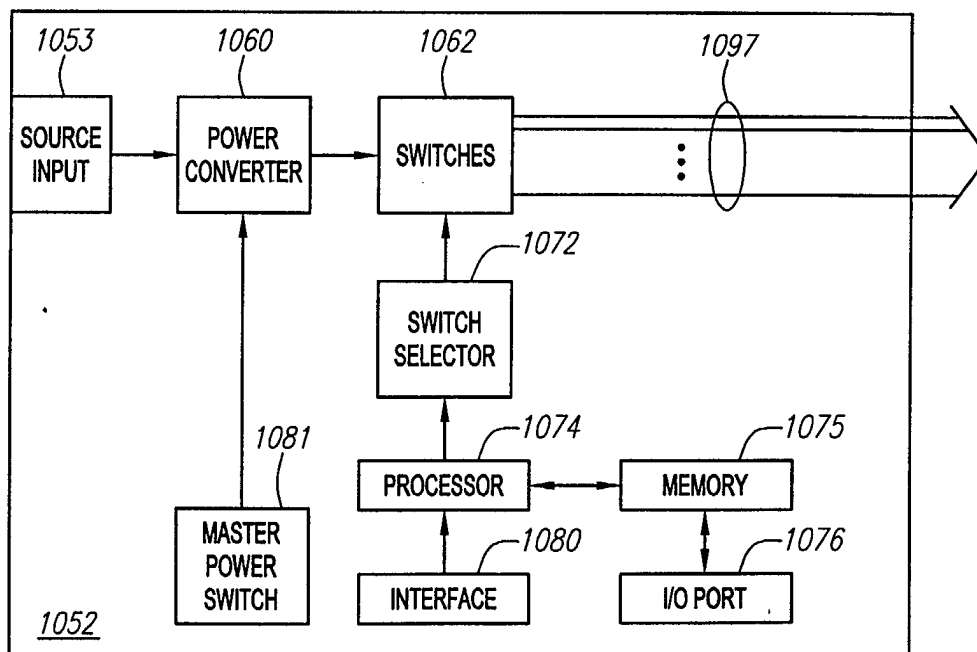 1053
1060
1062
1097
SOURCE
INPUT
POWER
CONVERTER
SWITCHES
1072
SWITCH
SELECTOR
1081
1074
1075
PROCESSOR
MEMORY
MASTER
POWER
SWITCH
1080
1076
INTERFACE
I/O PORT
1052